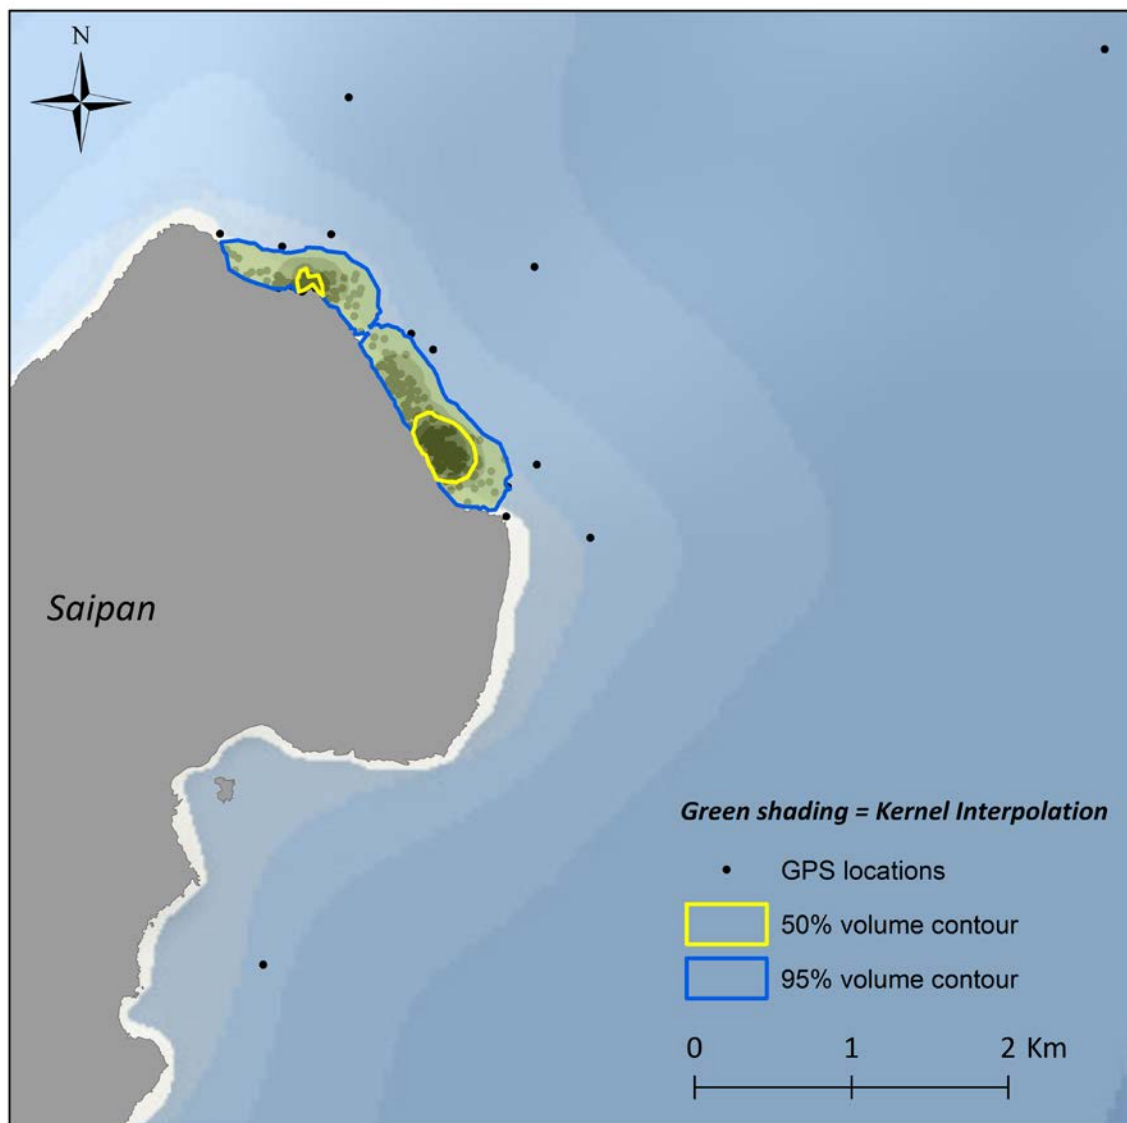 N
Saipan
Green shading = Kernel Interpolation
GPS locations
50% volume contour
95% volume contour
0 1 2 Km